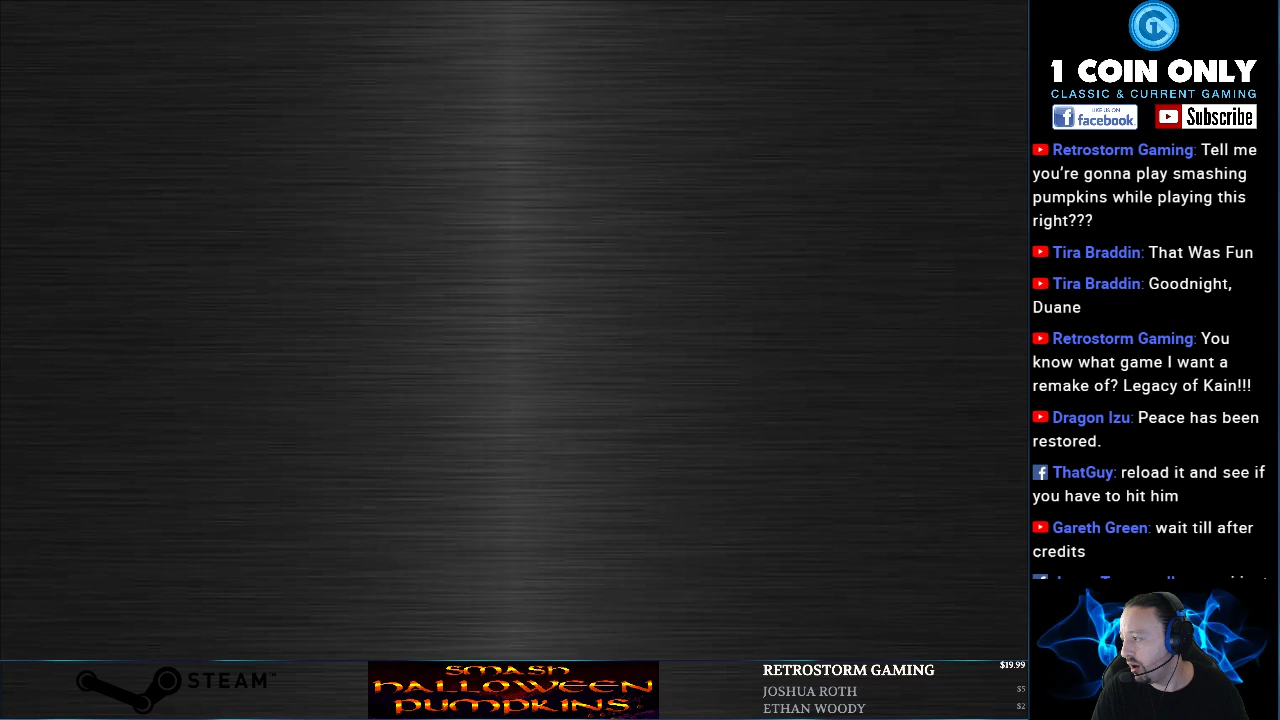 1 COIN ONLY
CLASSIC & CURRENT GAMING
LIKE US ON
facebook.
Subscribe
Retrostorm Gaming: Tell me
you're gonna play smashing
pumpkins while playing this
right???
Tira Braddin: That Was Fun
Tira Braddin: Goodnight,
Duane
Retrostorm Gaming: You
know what game I want a
remake of? Legacy of Kain!!!
Dragon Izu: Peace has been
restored.
ThatGuy: reload it and see if
you have to hit him
Gareth Green: wait till after
credits
STEAM™
SMASH
HALLOWEEN
PUMPKINS
RETROSTORM GAMING $19.99
JOSHUA ROTH $5
ETHAN WOODY $2